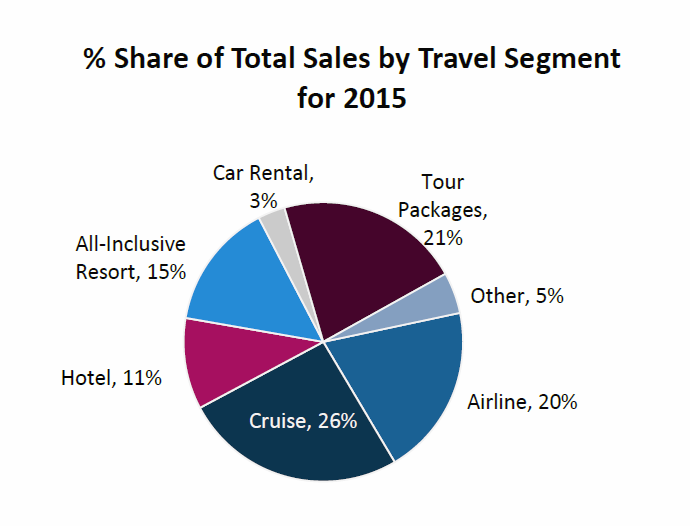 % Share of Total Sales by Travel Segment
for 2015
Car Rental,
3%
Tour
Packages,
21%
All-Inclusive
Resort, 15%
Other, 5%
Hotel, 11%
Airline, 20%
Cruise, 26%